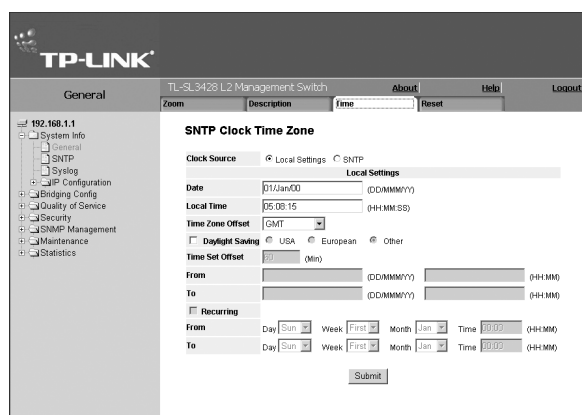 TP-LINK
General
TL-SL3428 L2 Management Switch About Help Logout
Zoom Description Time Reset
192.168.1.1
System Info
General
SNTP
Syslog
IP Configuration
Bridging Config
Quality of Service
Security
SNMP Management
Maintenance
Statistics
SNTP Clock Time Zone
Clock Source Local Settings SNTP
Local Settings
Date 01/Jan/00 (DD/MMM/YY)
Local Time 05:08:15 (HH:MM:SS)
Time Zone Offset GMT
Daylight Saving USA European Other
Time Set Offset 60 (Min)
From (DD/MMM/YY) (HH:MM)
To (DD/MMM/YY) (HH:MM)
Recurring
From Day Sun Week First Month Jan Time (HH:MM)
To Day Sun Week First Month Jan Time (HH:MM)
Submit